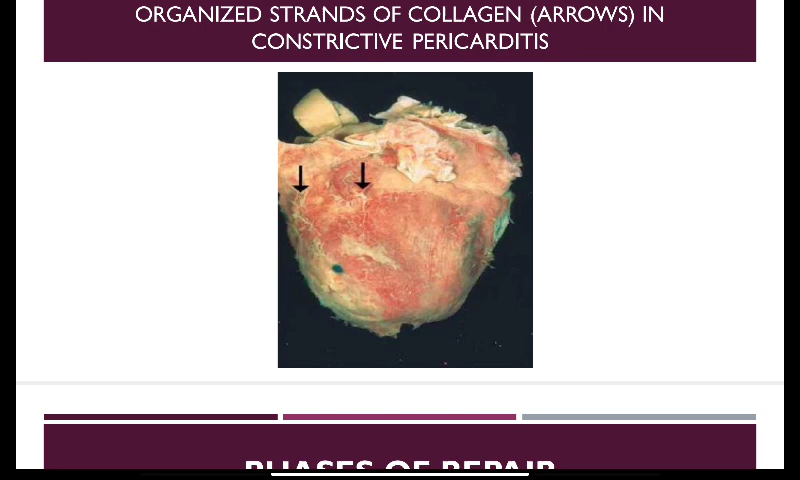 ORGANIZED STRANDS OF COLLAGEN (ARROWS) IN
CONSTRICTIVE PERICARDITIS
PHASES OF REPAIR